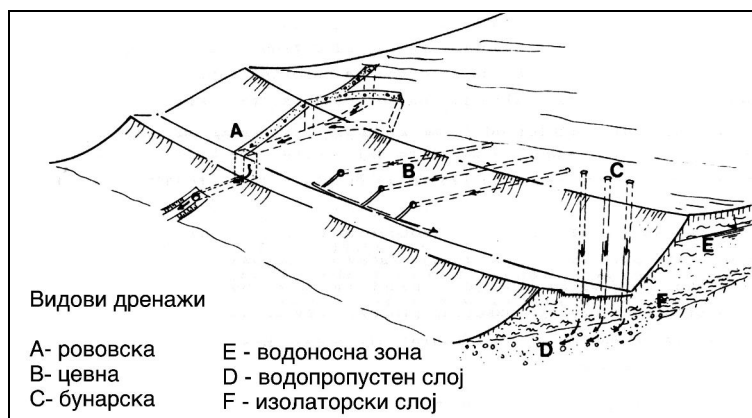 A
B
C
E
F
D
Видови дренажи
А- рововска
В- цевна
С- бунарска
Е - водоносна зона
D - водопропустен слој
F - изолаторски слој